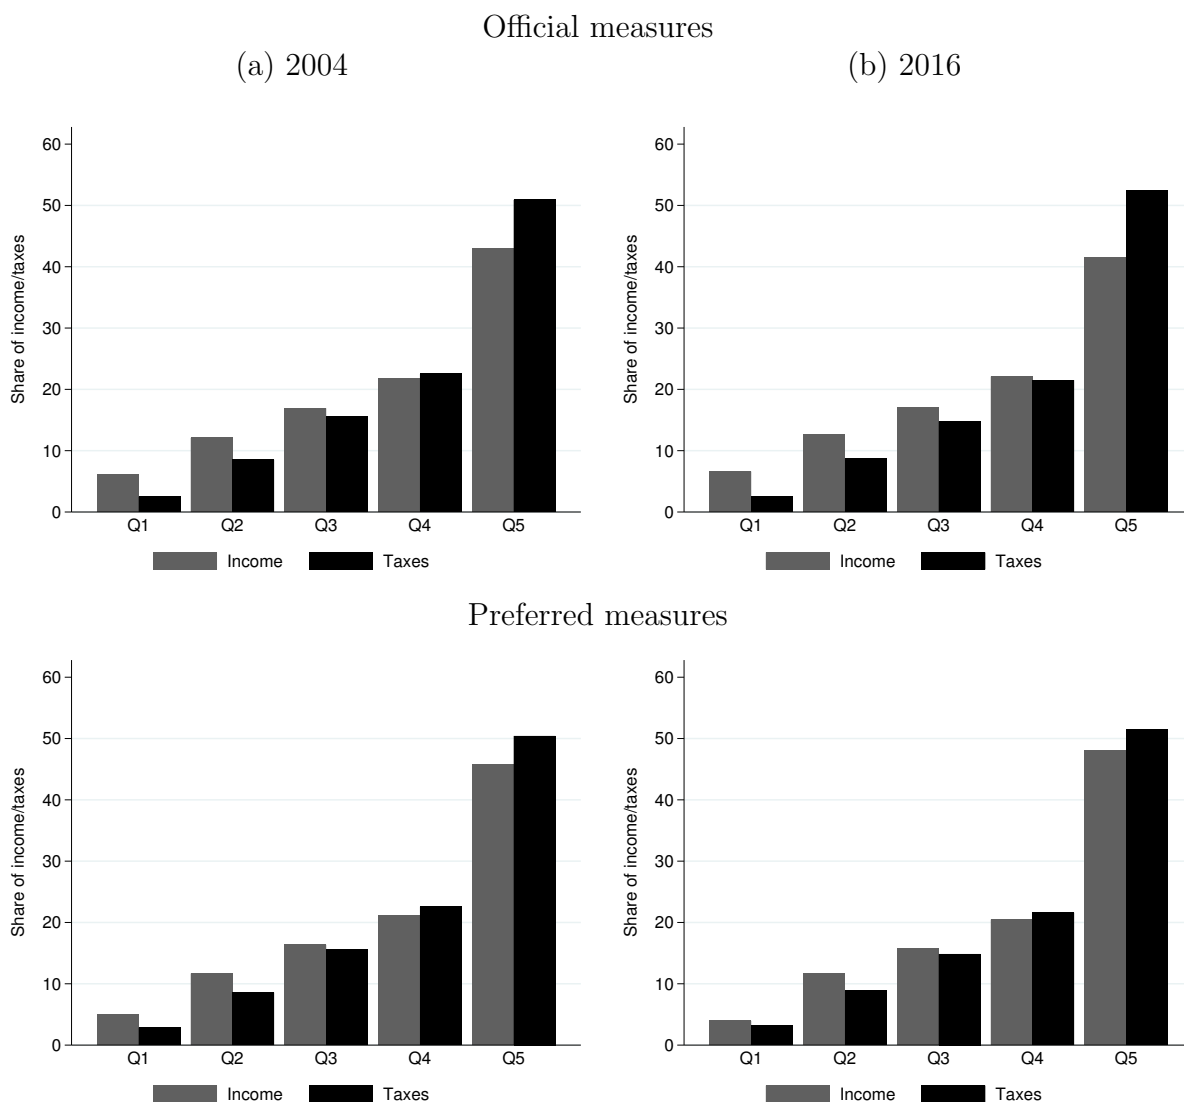 Official measures
(a) 2004
(b) 2016
Share of income/taxes
60
50
40
30
20
10
0
Q1 Q2 Q3 Q4 Q5
Income Taxes
Share of income/taxes
60
50
40
30
20
10
0
Q1 Q2 Q3 Q4 Q5
Income Taxes
Preferred measures
Share of income/taxes
60
50
40
30
20
10
0
Q1 Q2 Q3 Q4 Q5
Income Taxes
Share of income/taxes
60
50
40
30
20
10
0
Q1 Q2 Q3 Q4 Q5
Income Taxes